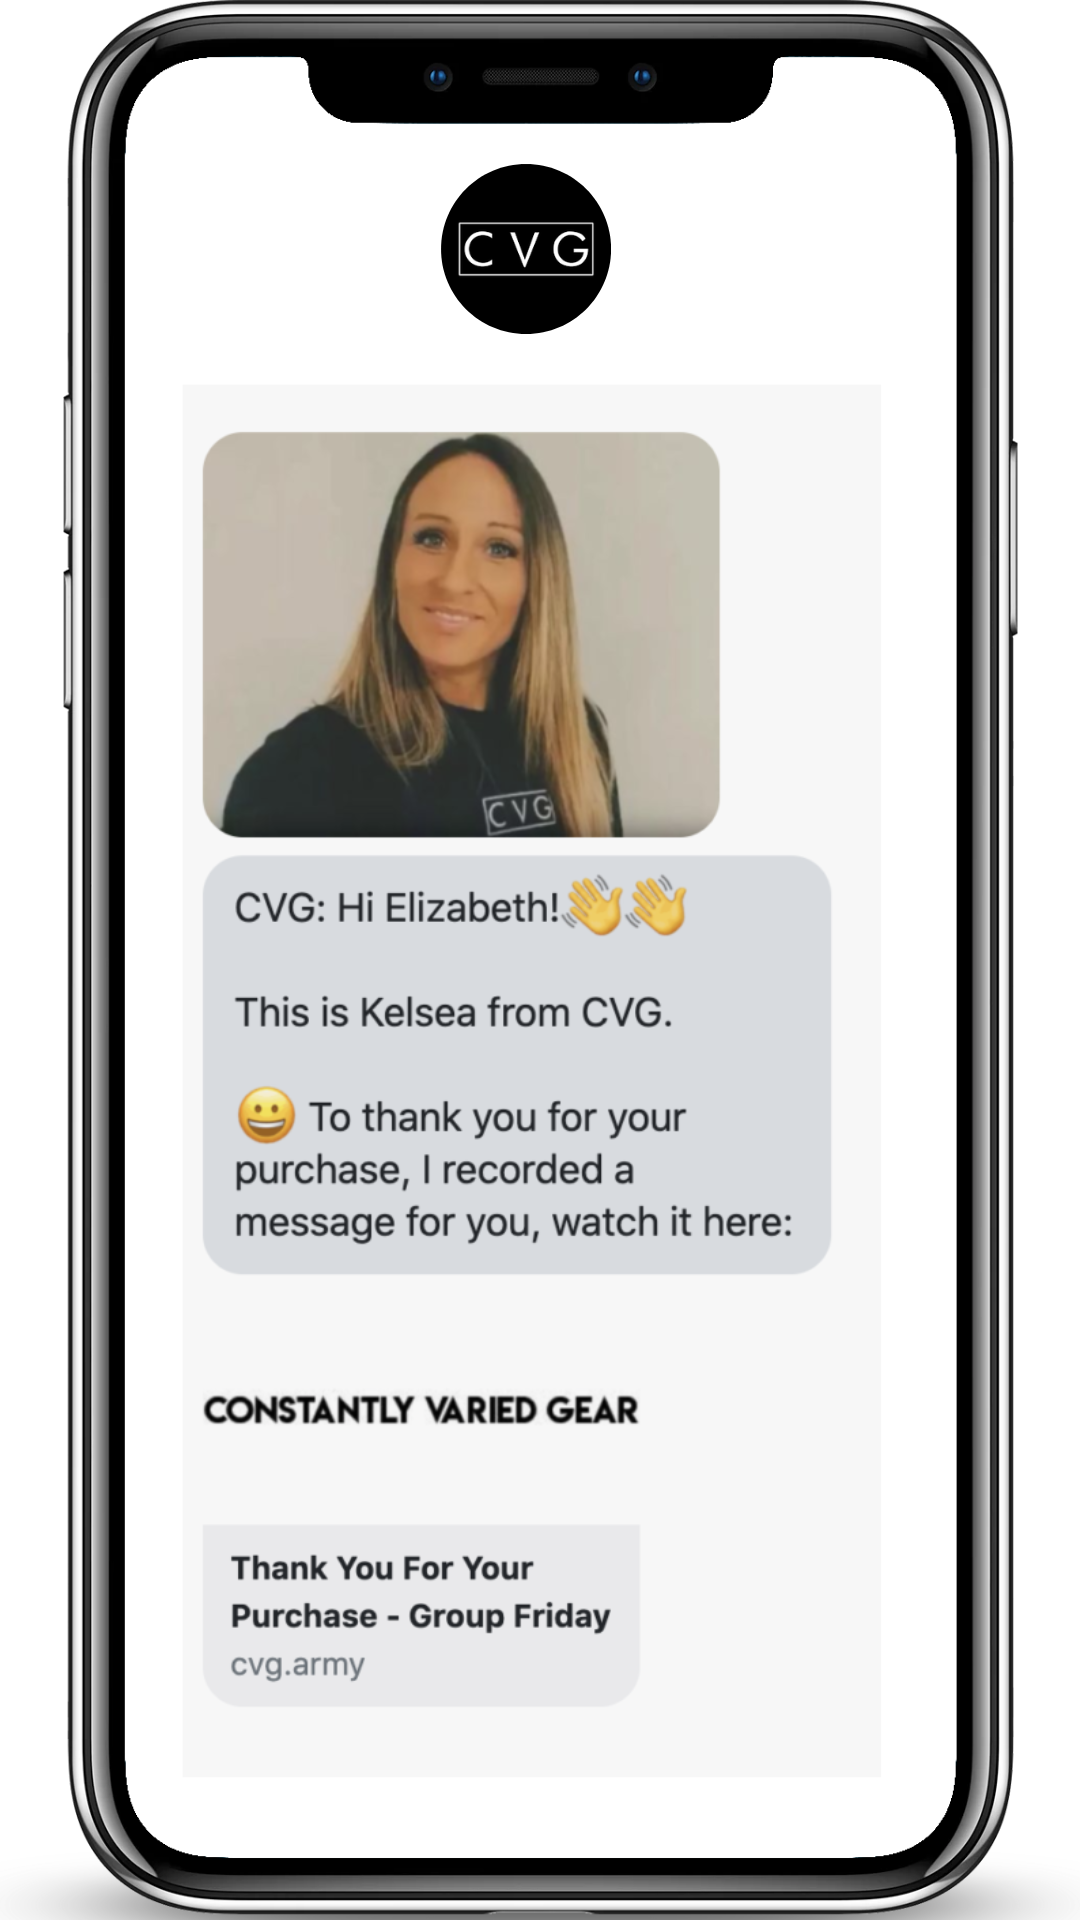 CVG
CVG
CVG: Hi Elizabeth!👋👋
This is Kelsea from CVG.
😀 To thank you for your
purchase, I recorded a
message for you, watch it here:
CONSTANTLY VARIED GEAR
Thank You For Your
Purchase - Group Friday
cvg.army